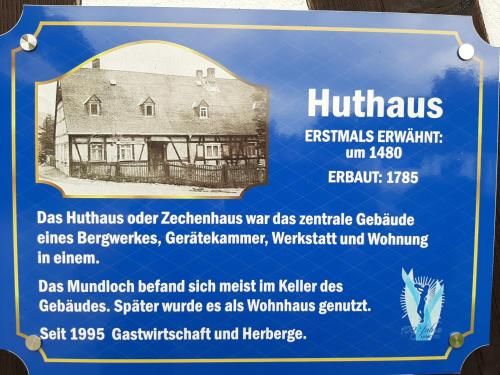 Huthaus
ERSTMALS ERWÄHNT:
um 1480
ERBAUT: 1785
Das Huthaus oder Zechenhaus war das zentrale Gebäude
eines Bergwerkes, Gerätekammer, Werkstatt und Wohnung
in einem.
Das Mundloch befand sich meist im Keller des
Gebäudes. Später wurde es als Wohnhaus genutzt.
Seit 1995 Gastwirtschaft und Herberge.